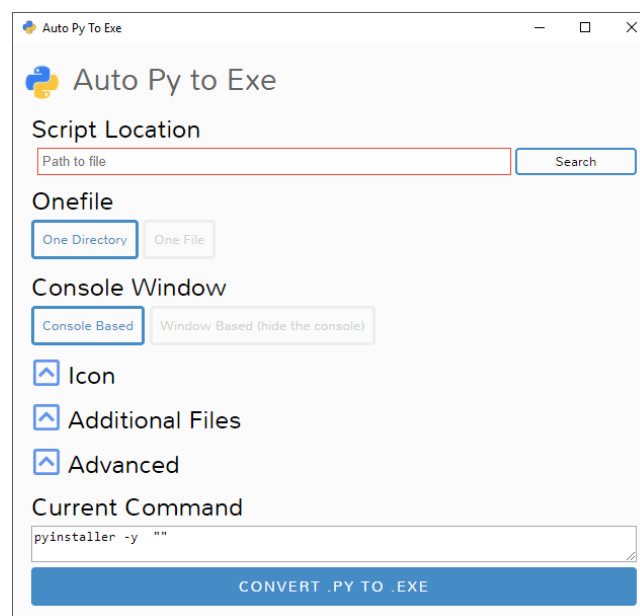 Auto Py To Exe
Auto Py to Exe
Script Location
Path to file
Search
Onefile
One Directory
One File
Console Window
Console Based
Window Based (hide the console)
Icon
Additional Files
Advanced
Current Command
pyinstaller -y  ""
CONVERT .PY TO .EXE